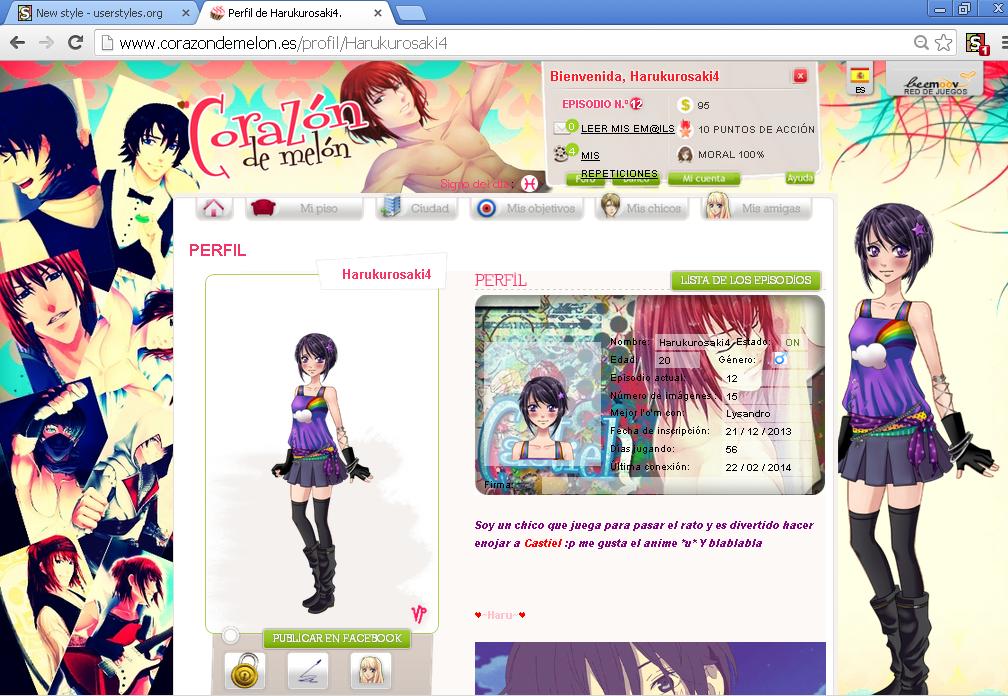 New style - userstyles.org
Perfil de Harukurosaki4.
www.corazondemelon.es/profil/Harukurosaki4
1
Corazón
de melón
Bienvenida, Harukurosaki4
EPISODIO N.º12
95
0 LEER MIS EM@ILS
10 PUNTOS DE ACCIÓN
4 MIS
REPETICIONES
MORAL 100%
Foro
Banco
Mi cuenta
Ayuda
ES
beemoov
RED DE JUEGOS
Signo del día:
Mi piso
Ciudad
Mis objetivos
Mis chicos
Mis amigas
PERFIL
Harukurosaki4
VP
PUBLICAR EN FACEBOOK
PERFIL
LISTA DE LOS EPISODIOS
Nombre: Harukurosaki4 Estado: ON
Edad: 20 Género:
Episodio actual: 12
Número de imágenes: 15
Mejor l'o'm con: Lysandro
Fecha de inscripción: 21 / 12 / 2013
Días jugando: 56
Última conexión: 22 / 02 / 2014
Firma:
Castiel
Soy un chico que juega para pasar el rato y es divertido hacer
enojar a Castiel :p me gusta el anime *u* Y blablabla
♥~Haru~♥